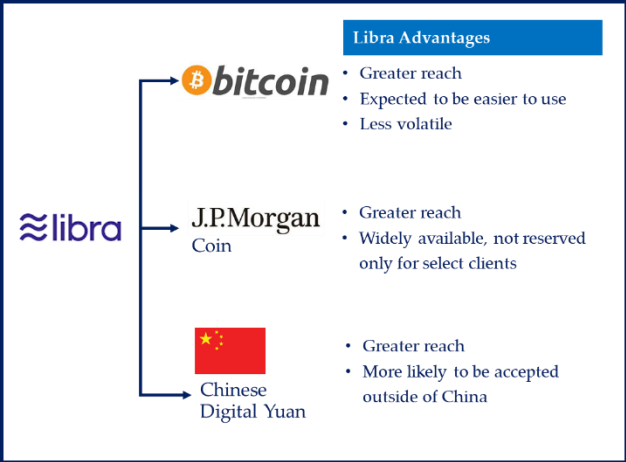 Libra Advantages
bitcoin
• Greater reach
• Expected to be easier to use
• Less volatile
libra
J.P.Morgan
Coin
• Greater reach
• Widely available, not reserved
only for select clients
Chinese
Digital Yuan
• Greater reach
• More likely to be accepted
outside of China